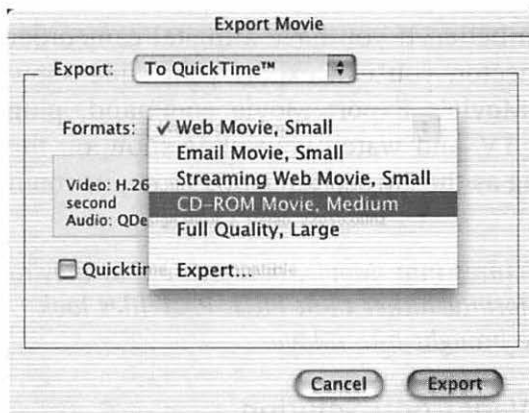 Export Movie
Export: To QuickTime™
Formats: ✓ Web Movie, Small
Email Movie, Small
Streaming Web Movie, Small
CD-ROM Movie, Medium
Full Quality, Large
Expert...
Video: H.26
second
Audio: QDe
Quicktim
Cancel Export